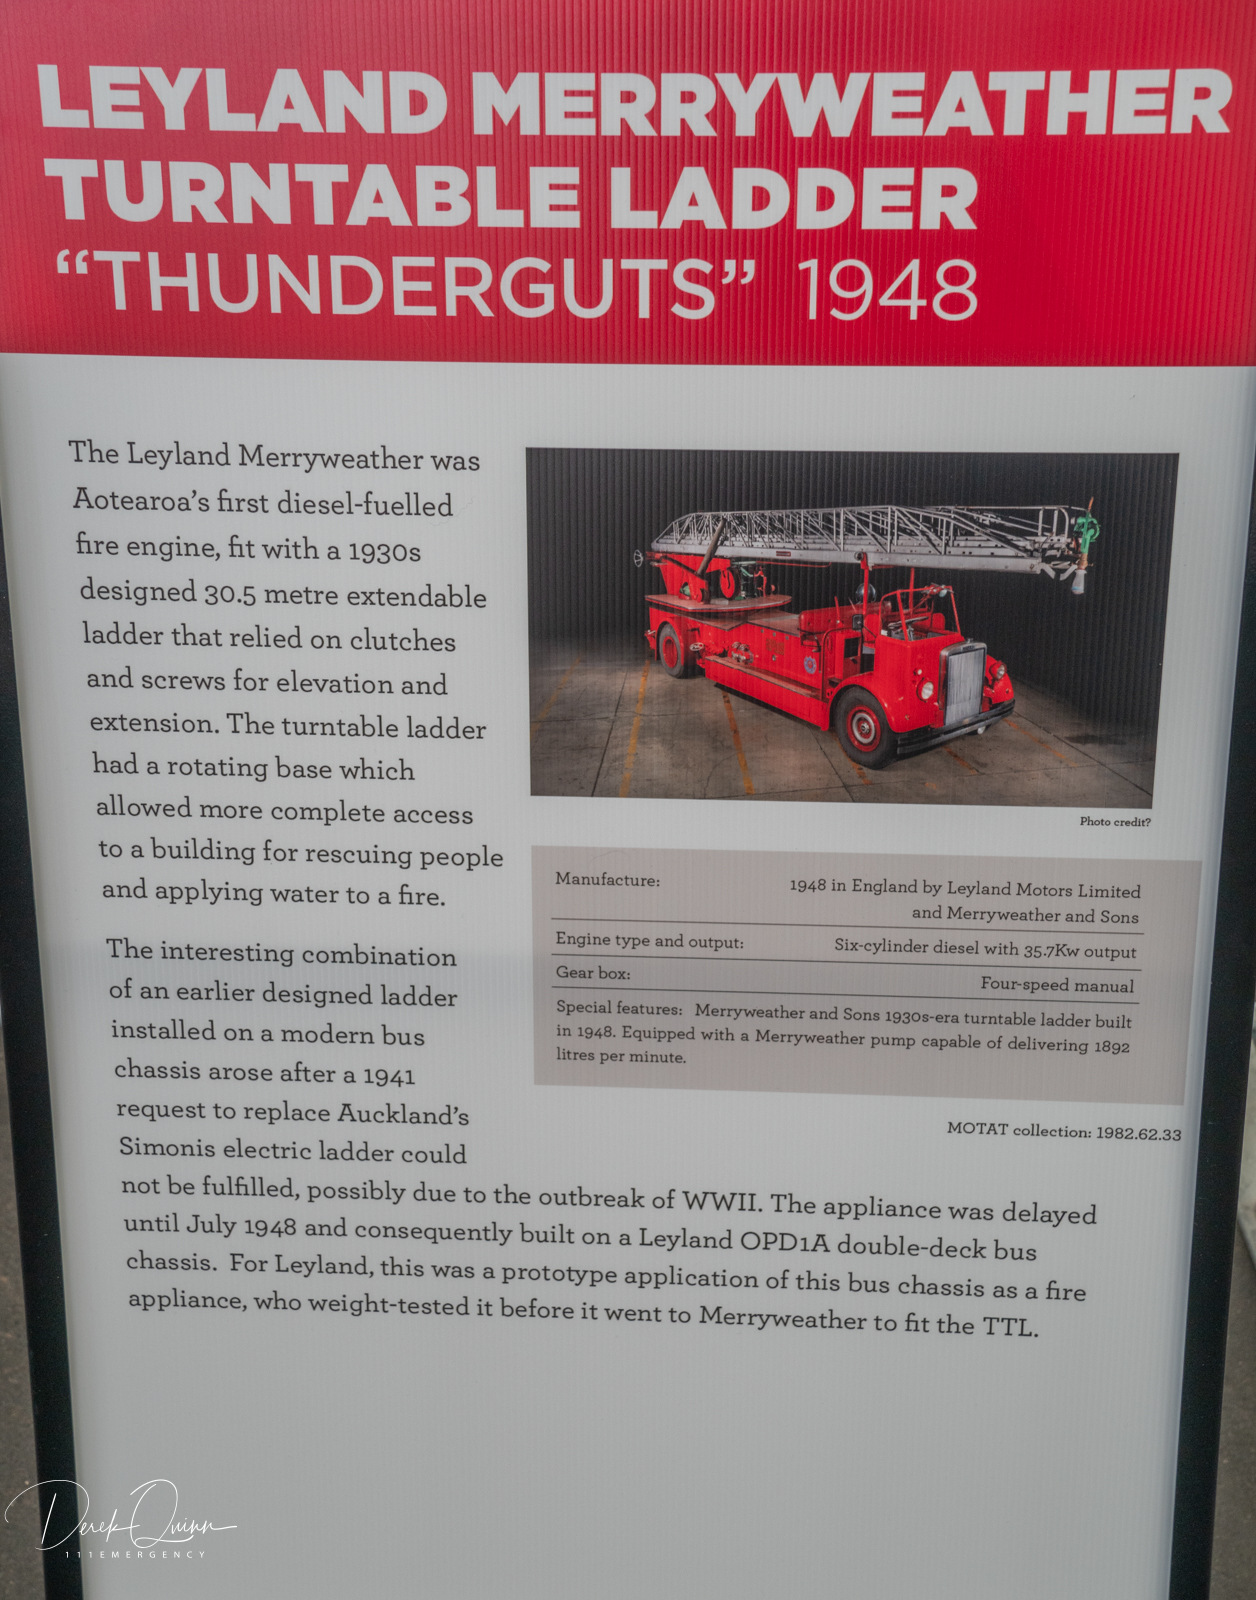 LEYLAND MERRYWEATHER
TURNTABLE LADDER
“THUNDERGUTS” 1948
The Leyland Merryweather was
Aotearoa’s first diesel-fuelled
fire engine, fit with a 1930s
designed 30.5 metre extendable
ladder that relied on clutches
and screws for elevation and
extension. The turntable ladder
had a rotating base which
allowed more complete access
to a building for rescuing people
and applying water to a fire.
The interesting combination
of an earlier designed ladder
installed on a modern bus
chassis arose after a 1941
request to replace Auckland’s
Simonis electric ladder could
not be fulfilled, possibly due to the outbreak of WWII. The appliance was delayed
until July 1948 and consequently built on a Leyland OPD1A double-deck bus
chassis. For Leyland, this was a prototype application of this bus chassis as a fire
appliance, who weight-tested it before it went to Merryweather to fit the TTL.
Photo credit?
Manufacture: 1948 in England by Leyland Motors Limited
and Merryweather and Sons
Engine type and output: Six-cylinder diesel with 35.7Kw output
Gear box: Four-speed manual
Special features: Merryweather and Sons 1930s-era turntable ladder built
in 1948. Equipped with a Merryweather pump capable of delivering 1892
litres per minute.
MOTAT collection: 1982.62.33
Derek Quinn
111EMERGENCY